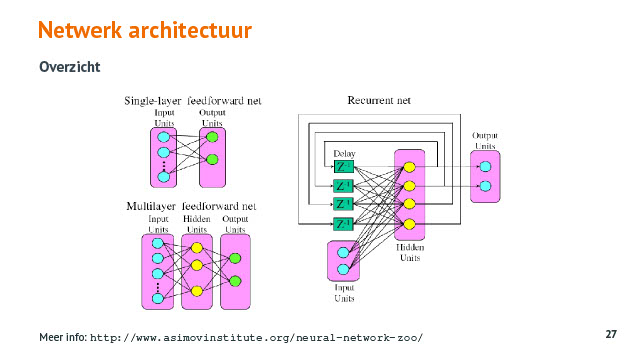 Netwerk architectuur
Overzicht
Single-layer feedforward net
Input Units
Output Units
Multilayer feedforward net
Input Units
Hidden Units
Output Units
Recurrent net
Delay
Z-1
Z-1
Z-1
Z-1
Input Units
Hidden Units
Output Units
Meer info: http://www.asimovinstitute.org/neural-network-zoo/
27